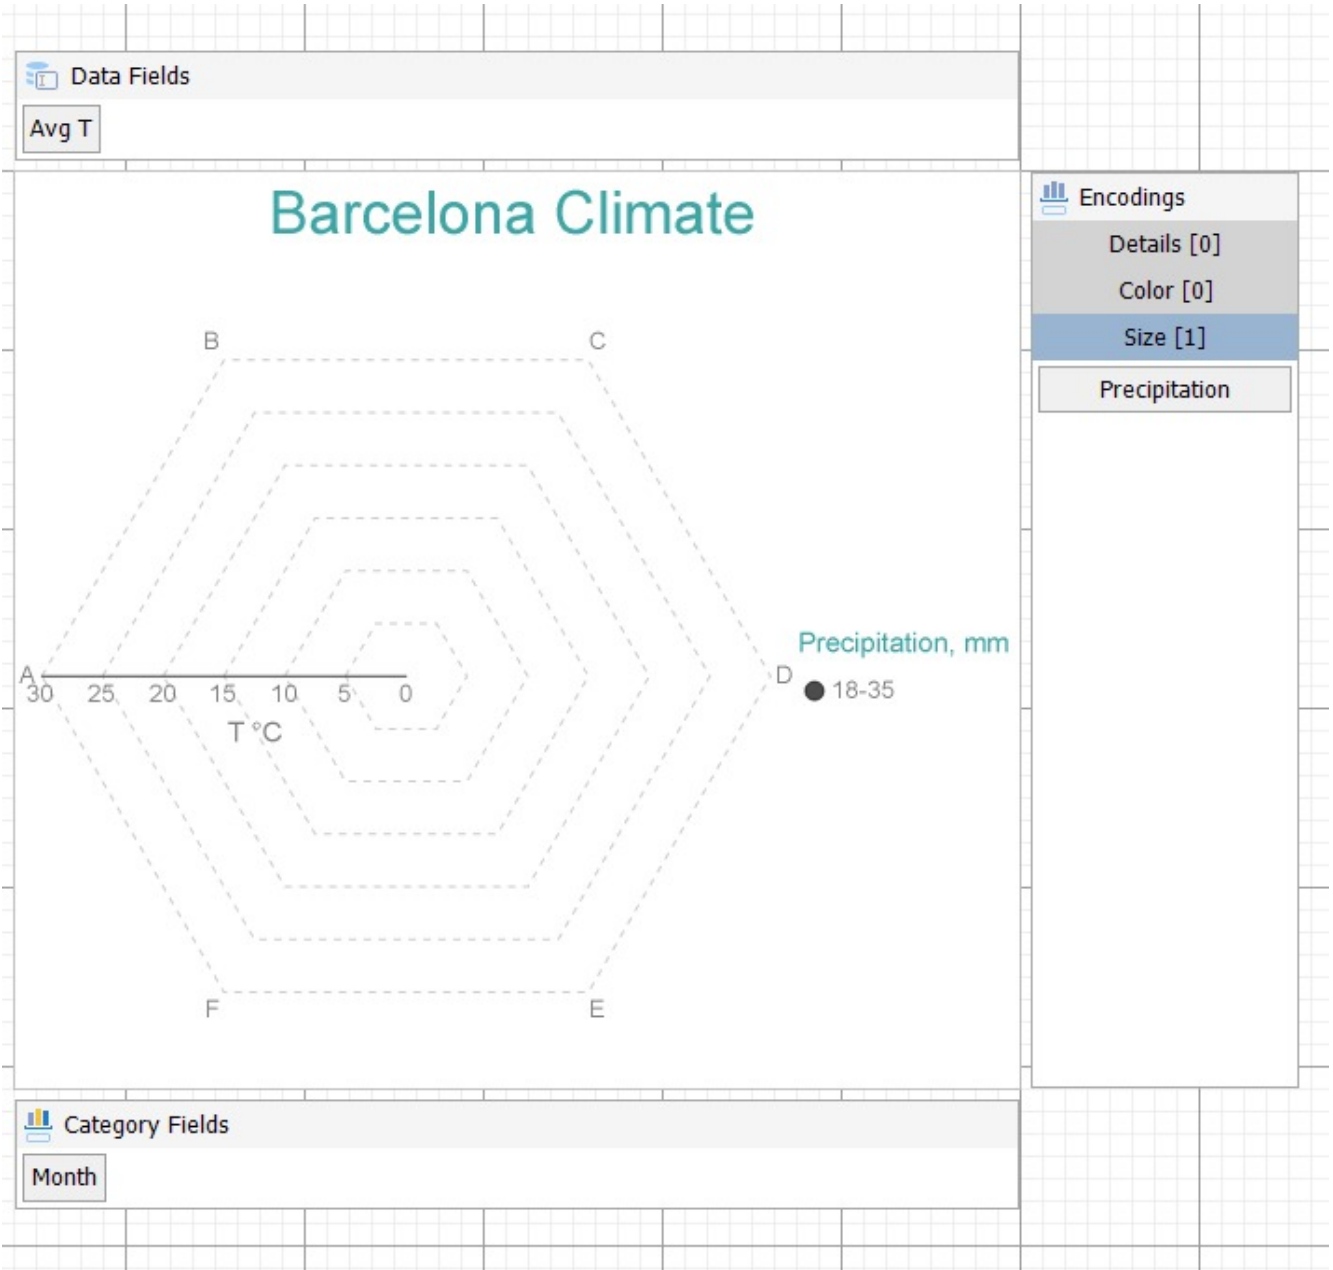 Data Fields
Avg T
Barcelona Climate
Encodings
Details [0]
Color [0]
Size [1]
Precipitation
B C
A D
30 25 20 15 10 5 0
T °C
Precipitation, mm
18-35
F E
Category Fields
Month